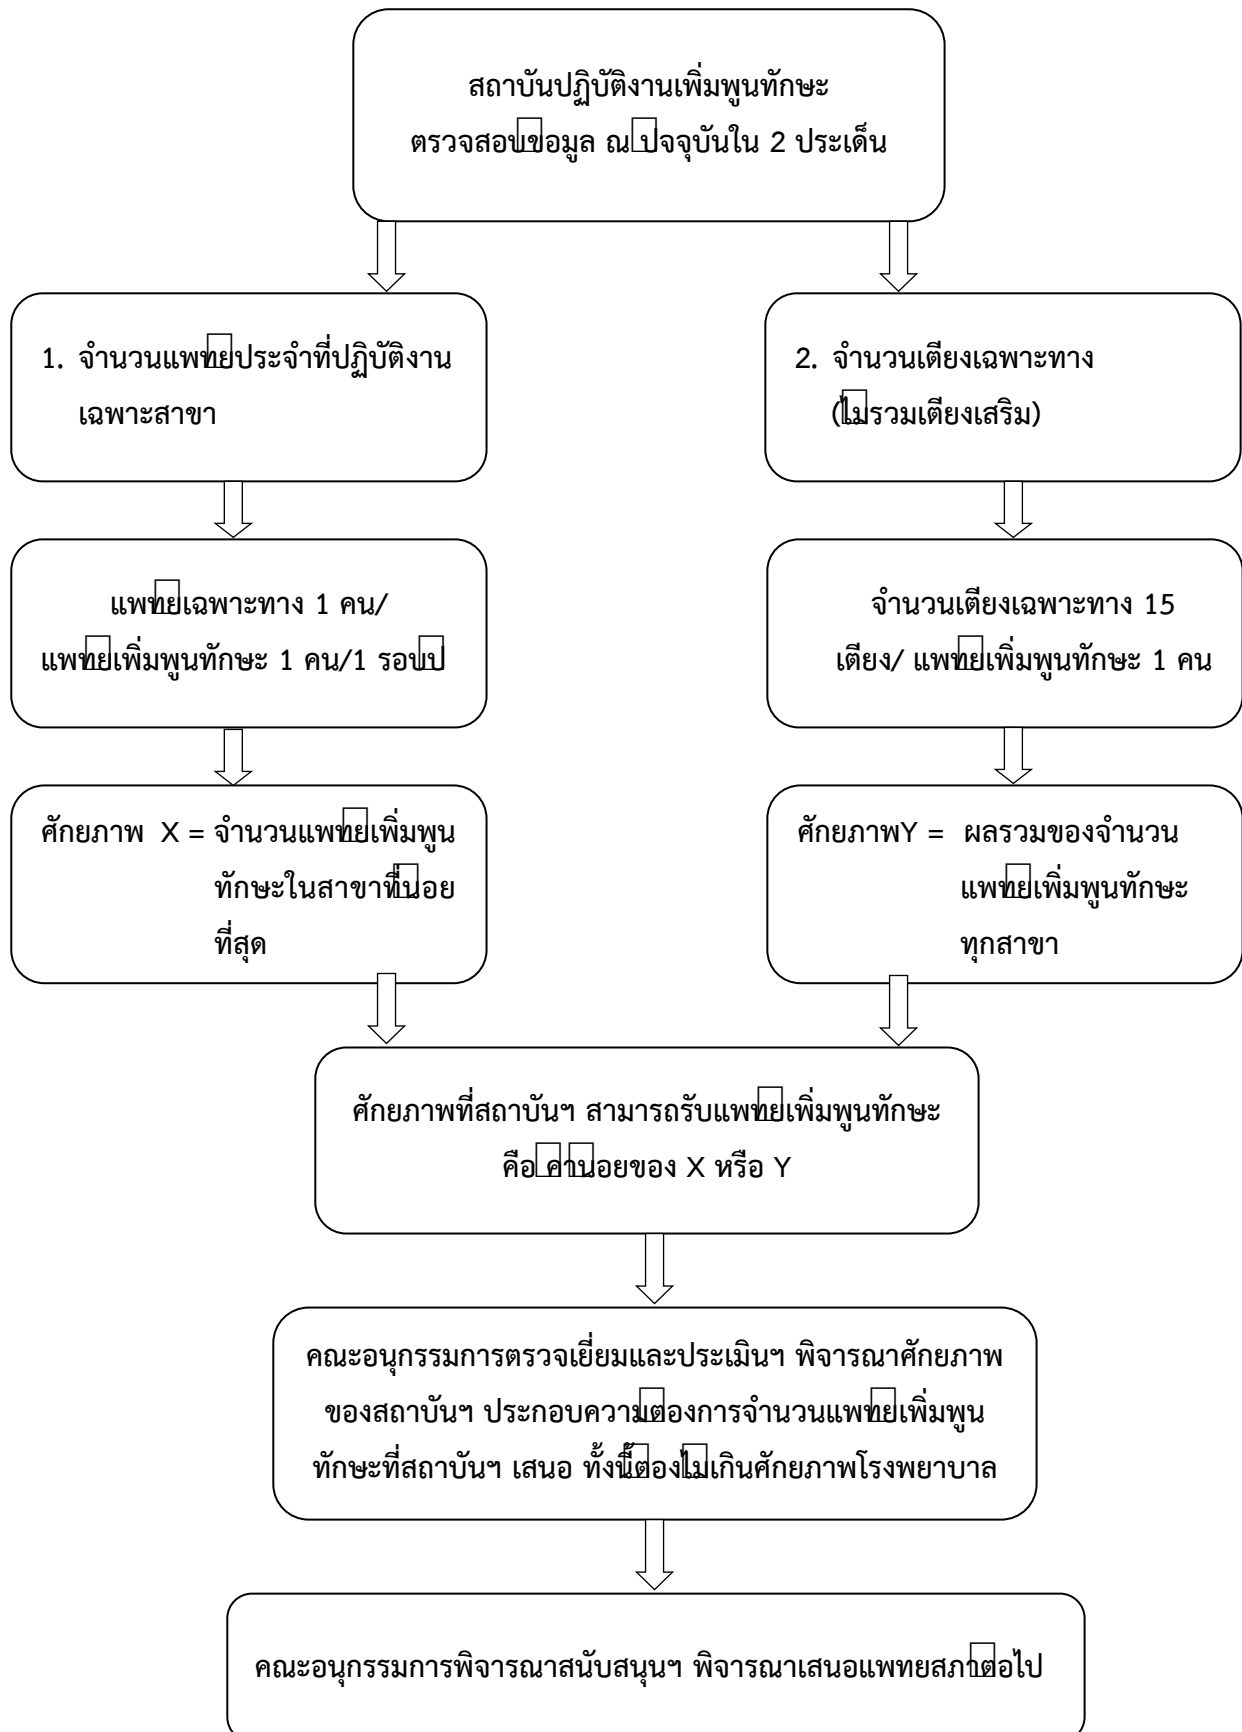 สถาบันปฏิบัติงานเพิ่มพูนทักษะ
ตรวจสอบขอมูล ณ ปจจุบันใน 2 ประเด็น
1. จำนวนแพทยประจำที่ปฏิบัติงาน
เฉพาะสาขา
2. จำนวนเตียงเฉพาะทาง
(ไมรวมเตียงเสริม)
แพทยเฉพาะทาง 1 คน/
แพทยเพิ่มพูนทักษะ 1 คน/1 รอบป
จำนวนเตียงเฉพาะทาง 15
เตียง/ แพทยเพิ่มพูนทักษะ 1 คน
ศักยภาพ X = จำนวนแพทยเพิ่มพูน
ทักษะในสาขาที่นอย
ที่สุด
ศักยภาพY = ผลรวมของจำนวน
แพทยเพิ่มพูนทักษะ
ทุกสาขา
ศักยภาพที่สถาบันฯ สามารถรับแพทยเพิ่มพูนทักษะ
คือ คานอยของ X หรือ Y
คณะอนุกรรมการตรวจเยี่ยมและประเมินฯ พิจารณาศักยภาพ
ของสถาบันฯ ประกอบความตองการจำนวนแพทยเพิ่มพูน
ทักษะที่สถาบันฯ เสนอ ทั้งนี้ตองไมเกินศักยภาพโรงพยาบาล
คณะอนุกรรมการพิจารณาสนับสนุนฯ พิจารณาเสนอแพทยสภาตอไป